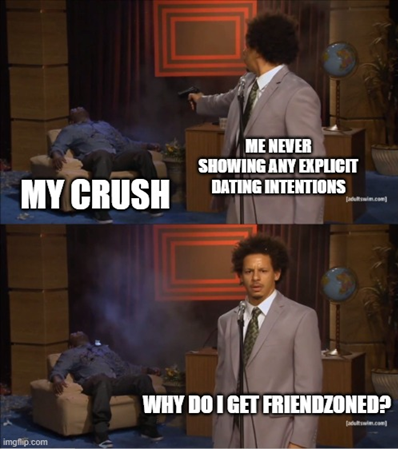 ME NEVER
SHOWING ANY EXPLICIT
DATING INTENTIONS
MY CRUSH
[adultswim.com]
WHY DO I GET FRIENDZONED?
[adultswim.com]
imgflip.com